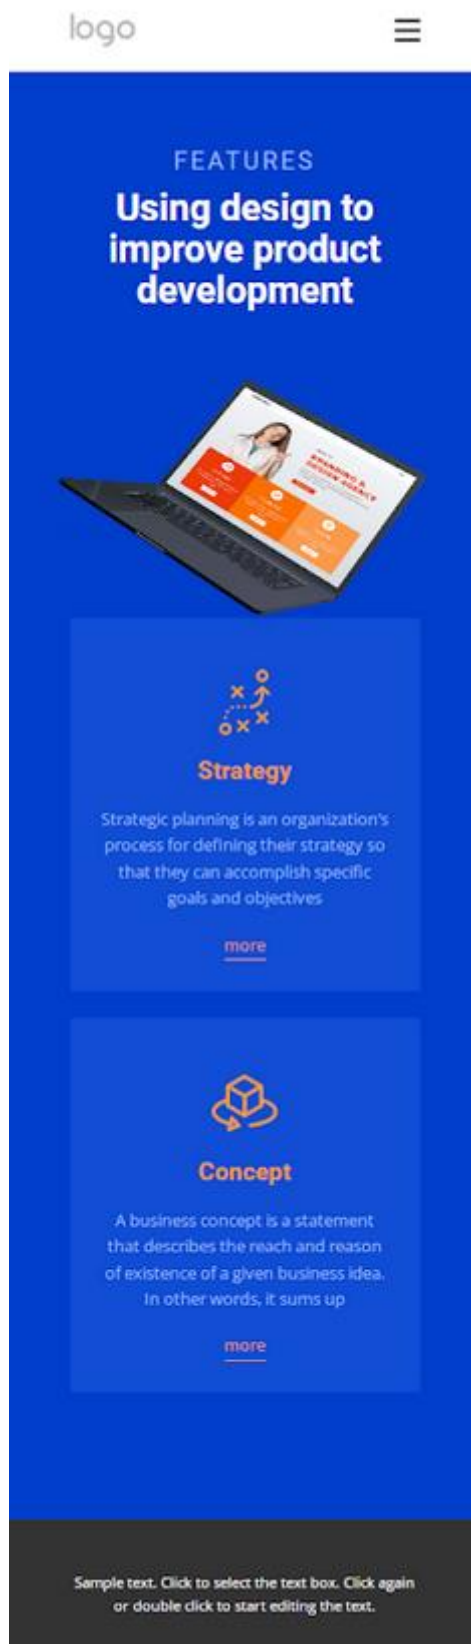 logo
FEATURES
Using design to
improve product
development
BRANDING &
DESIGN AGENCY
Strategy
Strategic planning is an organization's
process for defining their strategy so
that they can accomplish specific
goals and objectives
more
Concept
A business concept is a statement
that describes the reach and reason
of existence of a given business idea.
In other words, it sums up
more
Sample text. Click to select the text box. Click again
or double click to start editing the text.